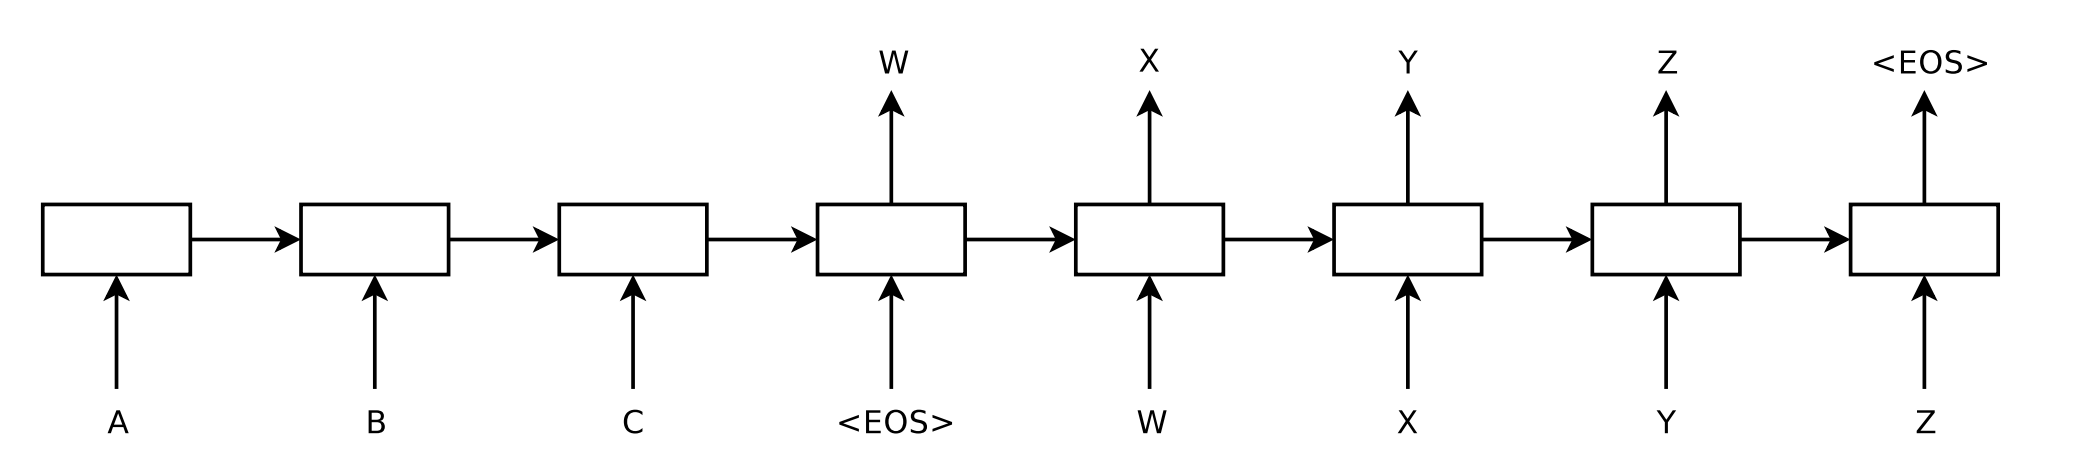 W X Y Z <EOS>
A B C <EOS> W X Y Z